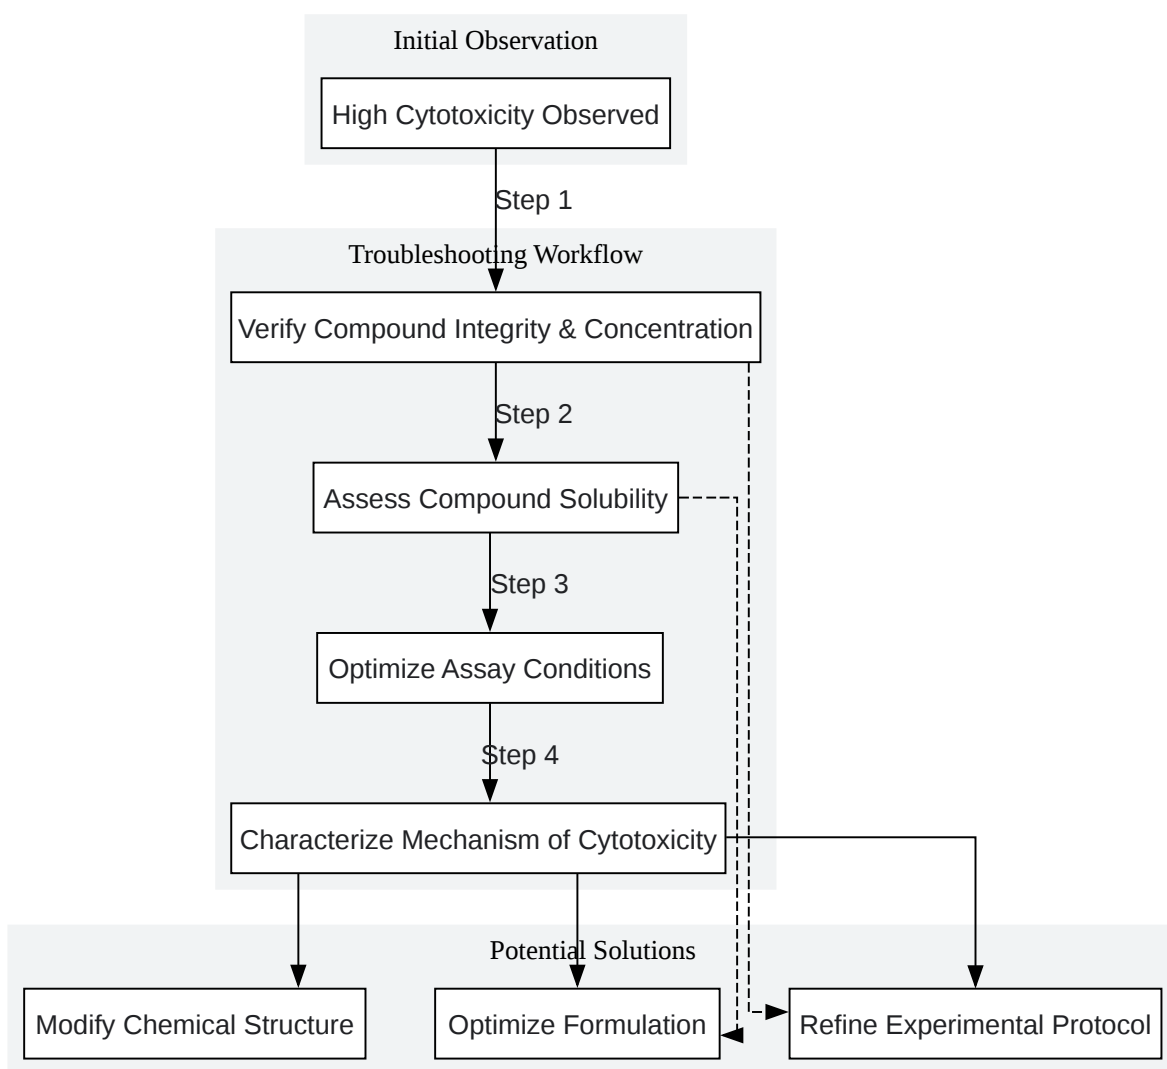 Initial Observation
High Cytotoxicity Observed
Step 1
Troubleshooting Workflow
Verify Compound Integrity & Concentration
Step 2
Assess Compound Solubility
Step 3
Optimize Assay Conditions
Step 4
Characterize Mechanism of Cytotoxicity
Potential Solutions
Modify Chemical Structure
Optimize Formulation
Refine Experimental Protocol